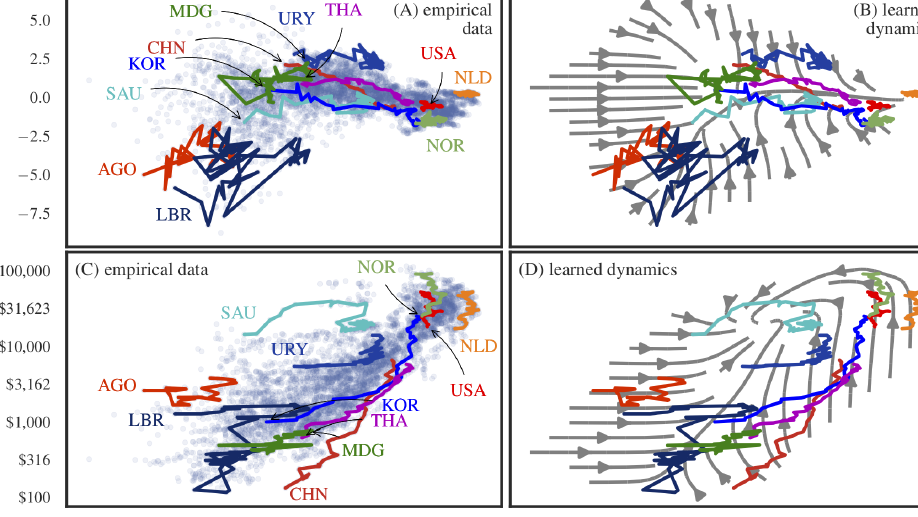 5.0
2.5
0.0
−2.5
−5.0
−7.5
(A) empirical
data
MDG
URY
THA
CHN
KOR
USA
NLD
SAU
NOR
AGO
LBR
(B) learn
dynami
100,000
$31,623
$10,000
$3,162
$1,000
$316
$100
(C) empirical data
NOR
SAU
URY
NLD
AGO
USA
LBR
KOR
THA
MDG
CHN
(D) learned dynamics